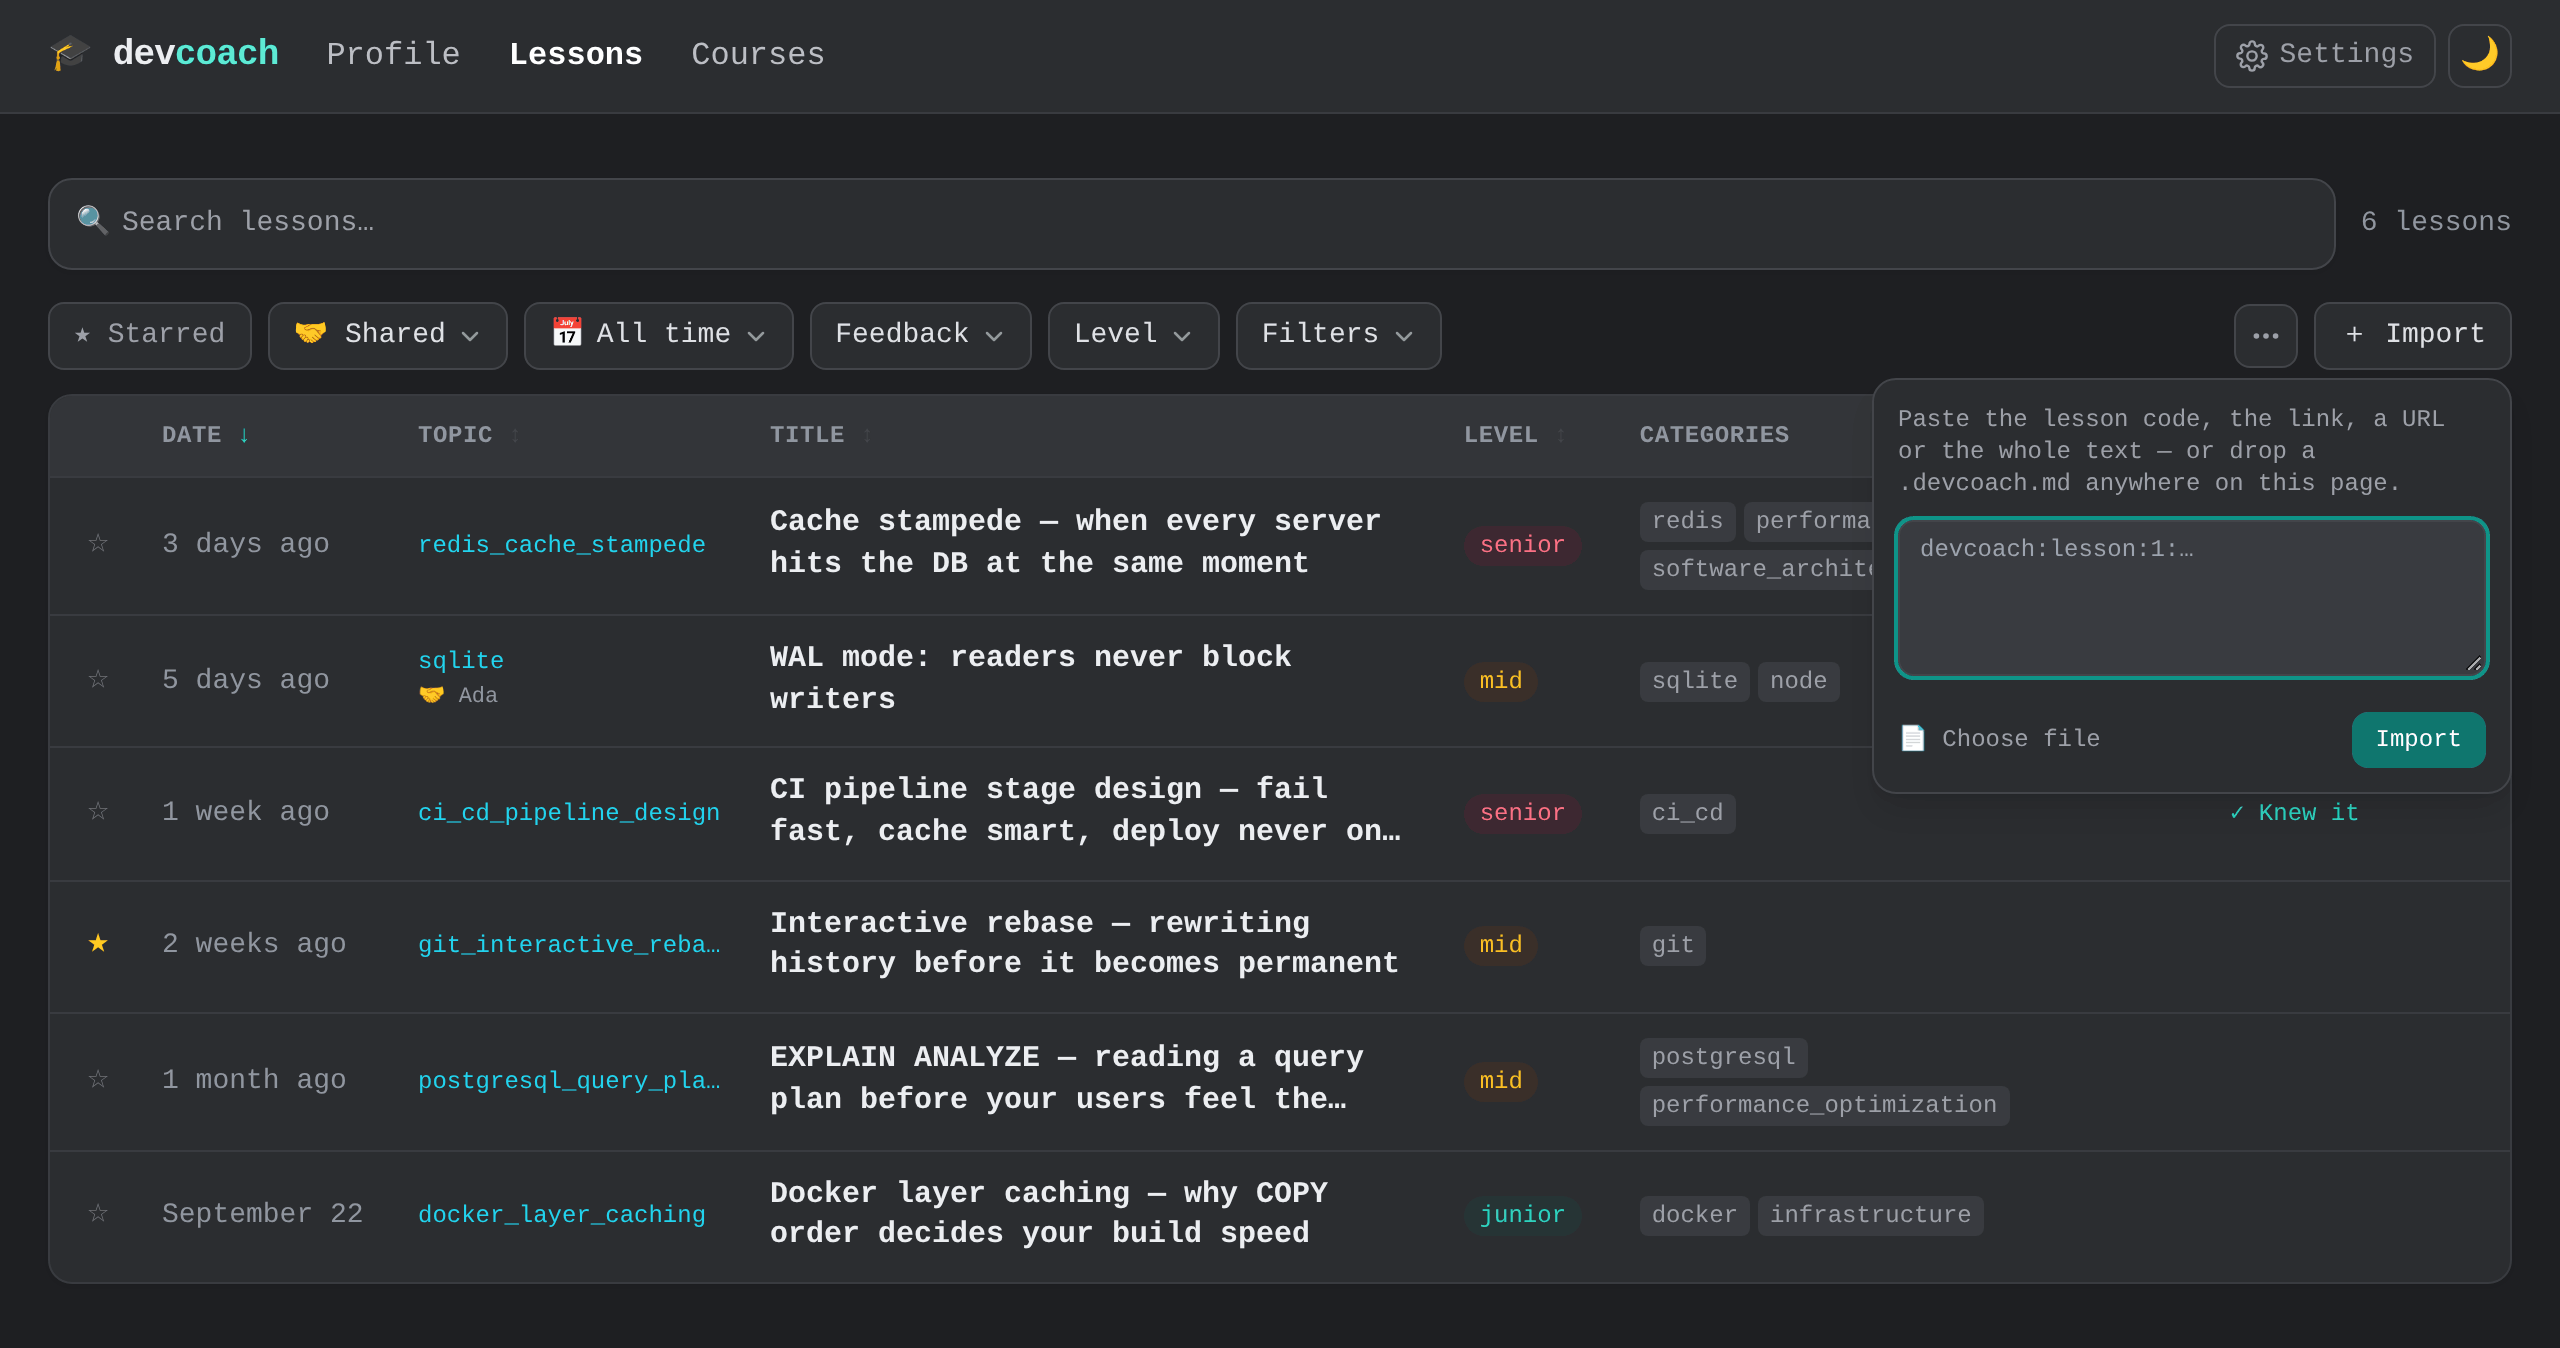 devcoach Profile Lessons Courses Settings
Search lessons…
6 lessons
★ Starred Shared All time Feedback Level Filters ··· + Import
Paste the lesson code, the link, a URL
or the whole text — or drop a
.devcoach.md anywhere on this page.
devcoach:lesson:1:…
Choose file Import
DATE ↓ TOPIC ↕ TITLE ↕ LEVEL ↕ CATEGORIES
☆ 3 days ago redis_cache_stampede
Cache stampede — when every server
hits the DB at the same moment
senior
redis performa
software_archite
☆ 5 days ago
sqlite
Ada
WAL mode: readers never block
writers
mid
sqlite node
☆ 1 week ago ci_cd_pipeline_design
CI pipeline stage design — fail
fast, cache smart, deploy never on…
senior
ci_cd
✓ Knew it
★ 2 weeks ago git_interactive_reba…
Interactive rebase — rewriting
history before it becomes permanent
mid
git
☆ 1 month ago postgresql_query_pla…
EXPLAIN ANALYZE — reading a query
plan before your users feel the…
mid
postgresql
performance_optimization
☆ September 22 docker_layer_caching
Docker layer caching — why COPY
order decides your build speed
junior
docker infrastructure